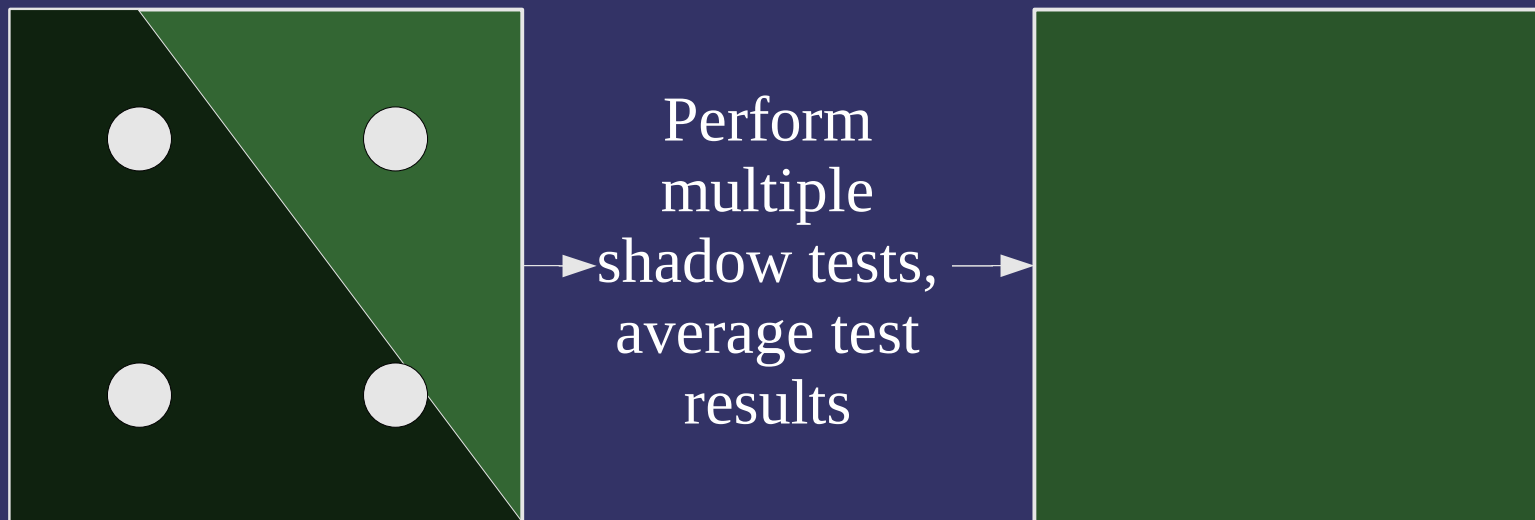 Perform
multiple
shadow tests,
average test
results